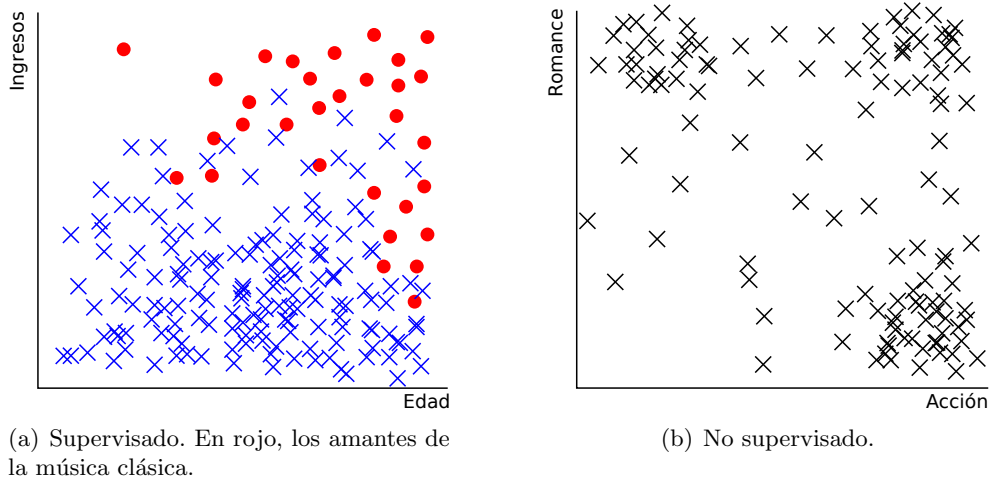 Ingresos
Edad
(a) Supervisado. En rojo, los amantes de
la música clásica.
Romance
Acción
(b) No supervisado.